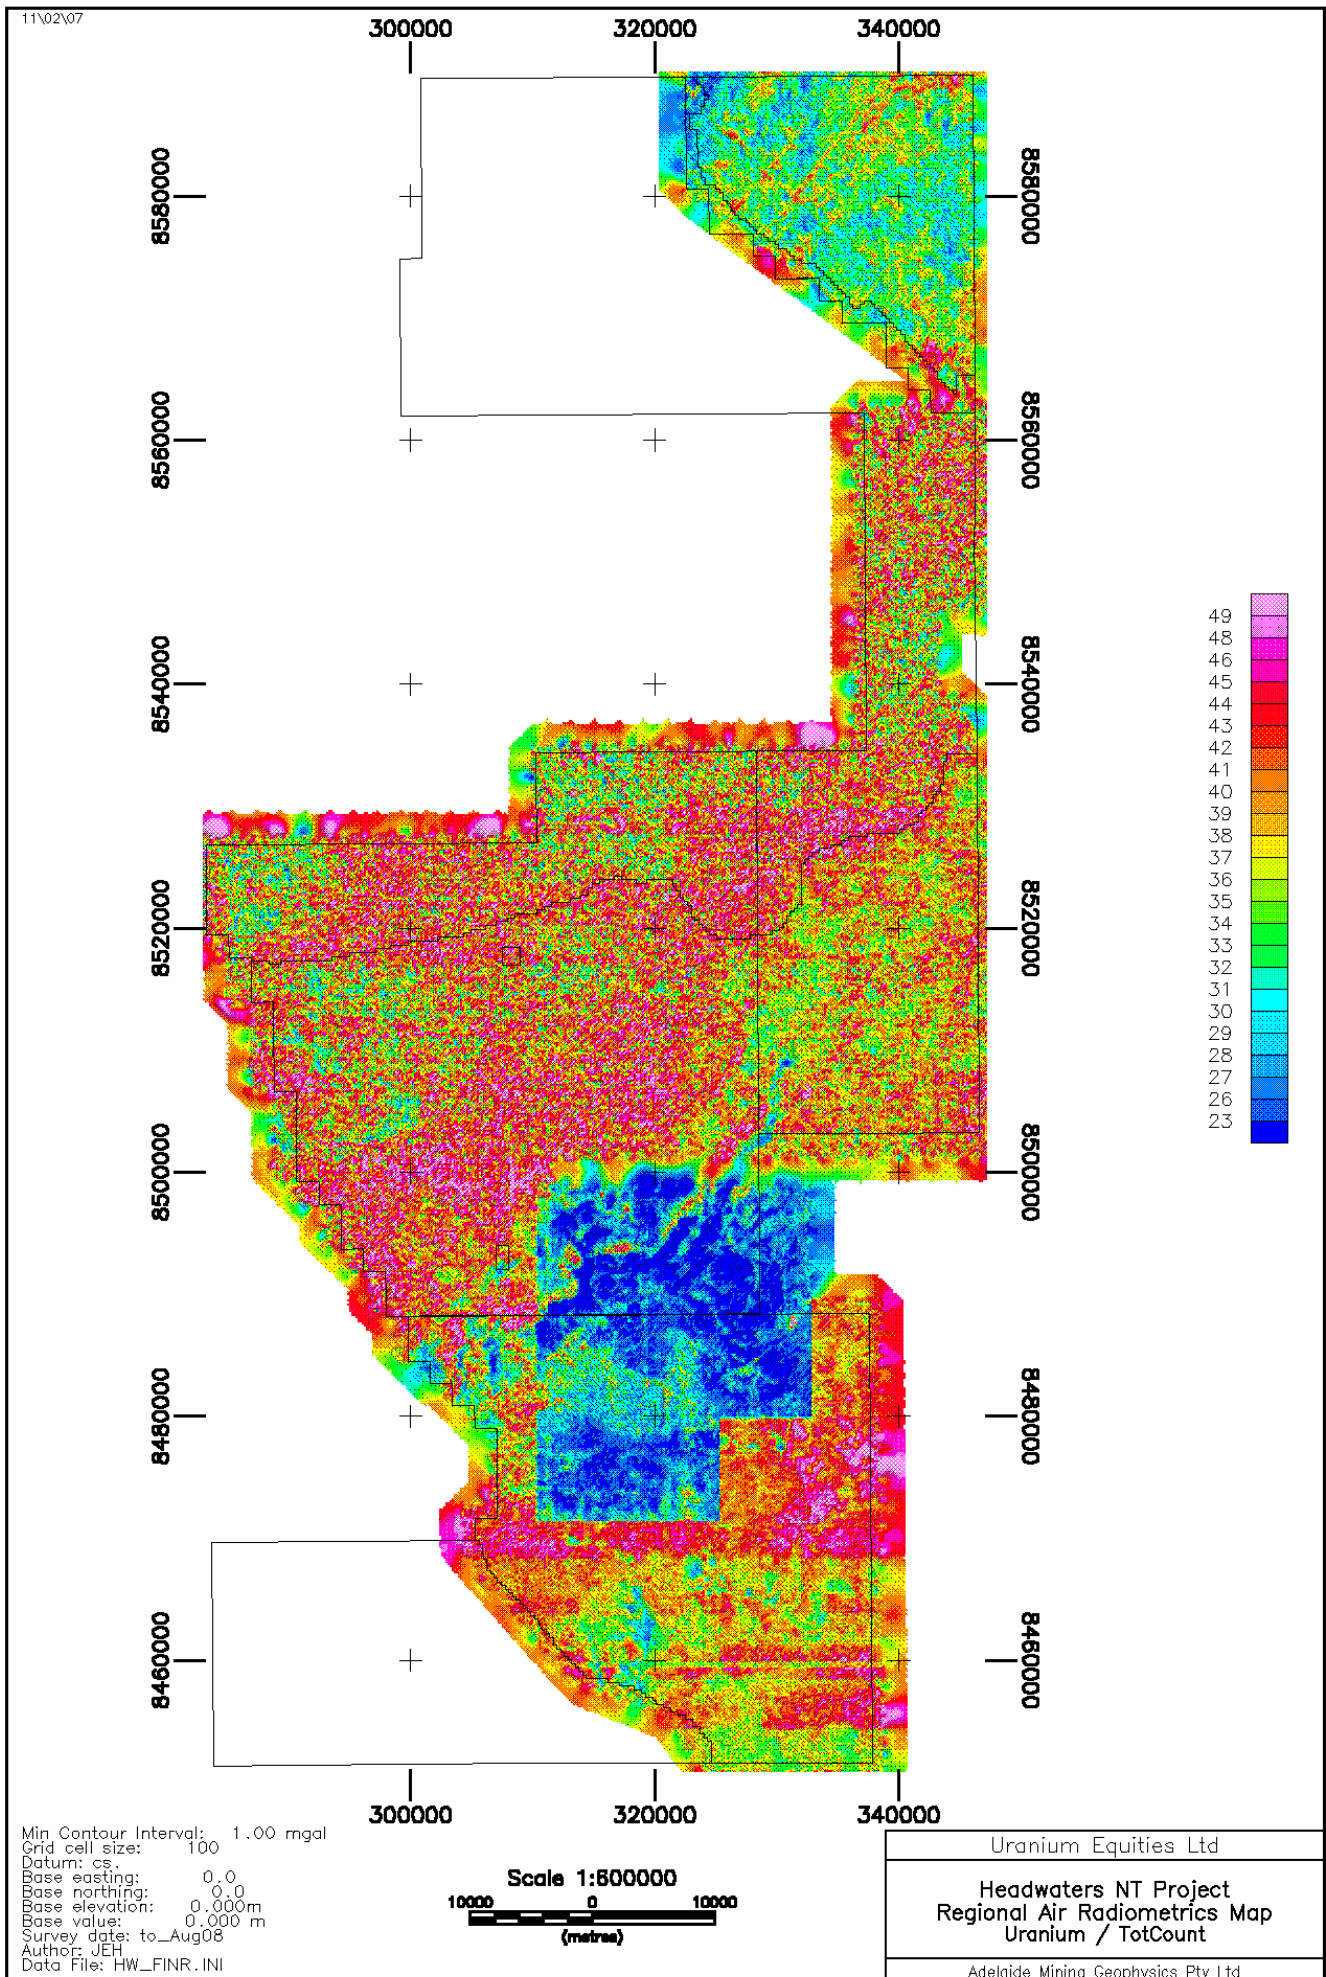 11\02\07
300000 320000 340000
8580000 8580000
8560000 8560000
8540000 8540000
8520000 8520000
8500000 8500000
8480000 8480000
8460000 8460000
49
48
46
45
44
43
42
41
40
39
38
37
36
35
34
33
32
31
30
29
28
27
26
23
300000 320000 340000
Min Contour Interval: 1.00 mgal
Grid cell size: 100
Datum: cs.
Base easting: 0.0
Base northing: 0.0
Base elevation: 0.000m
Base value: 0.000 m
Survey date: to_Aug08
Author: JEH
Data File: HW_FINR.INI
Scale 1:600000
10000 0 10000
(metres)
Uranium Equities Ltd
Headwaters NT Project
Regional Air Radiometrics Map
Uranium / TotCount
Adelaide Mining Geophysics Pty Ltd